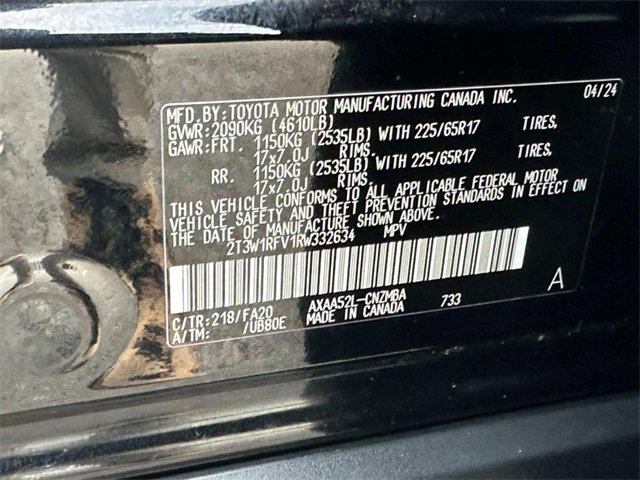 MFD.BY: TOYOTA MOTOR MANUFACTURING CANADA INC. 04/24
GVWR: 2090KG (4610LB)
GAWR: FRT. 1150KG (2535LB) WITH 225/65R17 TIRES,
17x7.0J RIMS.
RR. 1150KG (2535LB) WITH 225/65R17 TIRES,
17x7.0J RIMS.
THIS VEHICLE CONFORMS TO ALL APPLICABLE FEDERAL MOTOR
VEHICLE SAFETY AND THEFT PREVENTION STANDARDS IN EFFECT ON
THE DATE OF MANUFACTURE SHOWN ABOVE.
2T3W1RFV1RW332634 MPV
C/TR: 218/FA20 AXAA52L-CNZMBA 733 A
A/TM: /UB80E MADE IN CANADA